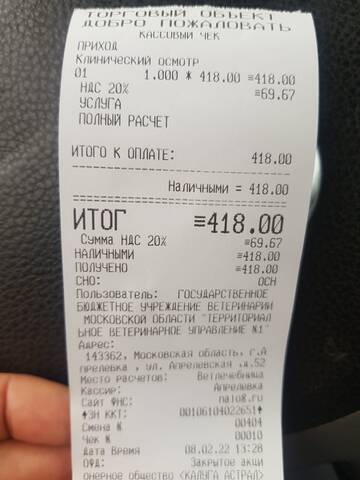 ТОРГОВЫЙ ОБЪЕКТ
ДОБРО ПОЖАЛОВАТЬ
КАССОВЫЙ ЧЕК
ПРИХОД
Клинический осмотр
01 1.000 * 418.00 ≡418.00
НДС 20% ≡69.67
УСЛУГА
ПОЛНЫЙ РАСЧЕТ
ИТОГО К ОПЛАТЕ: 418.00
Наличными = 418.00
ИТОГ ≡418.00
Сумма НДС 20% ≡69.67
НАЛИЧНЫМИ ≡418.00
ПОЛУЧЕНО ≡418.00
СНО: ОСН
Пользователь: ГОСУДАРСТВЕННОЕ
БЮДЖЕТНОЕ УЧРЕЖДЕНИЕ ВЕТЕРИНАРИИ
МОСКОВСКОЙ ОБЛАСТИ "ТЕРРИТОРИАЛ
ЬНОЕ ВЕТЕРИНАРНОЕ УПРАВЛЕНИЕ №1"
Адрес:
143362, Московская область, г.А
прелевка , ул. Апрелевская ,д.52
Место расчетов: Ветлечебница
Кассир: Апрелевка
Сайт ФНС: nalog.ru
ЗН ККТ: 00106104022651
Смена № 00404
Чек № 00010
Дата Время 08.02.22 13:28
ОФД: Закрытое акци
онерное общество <КАЛУГА АСТРАЛ>